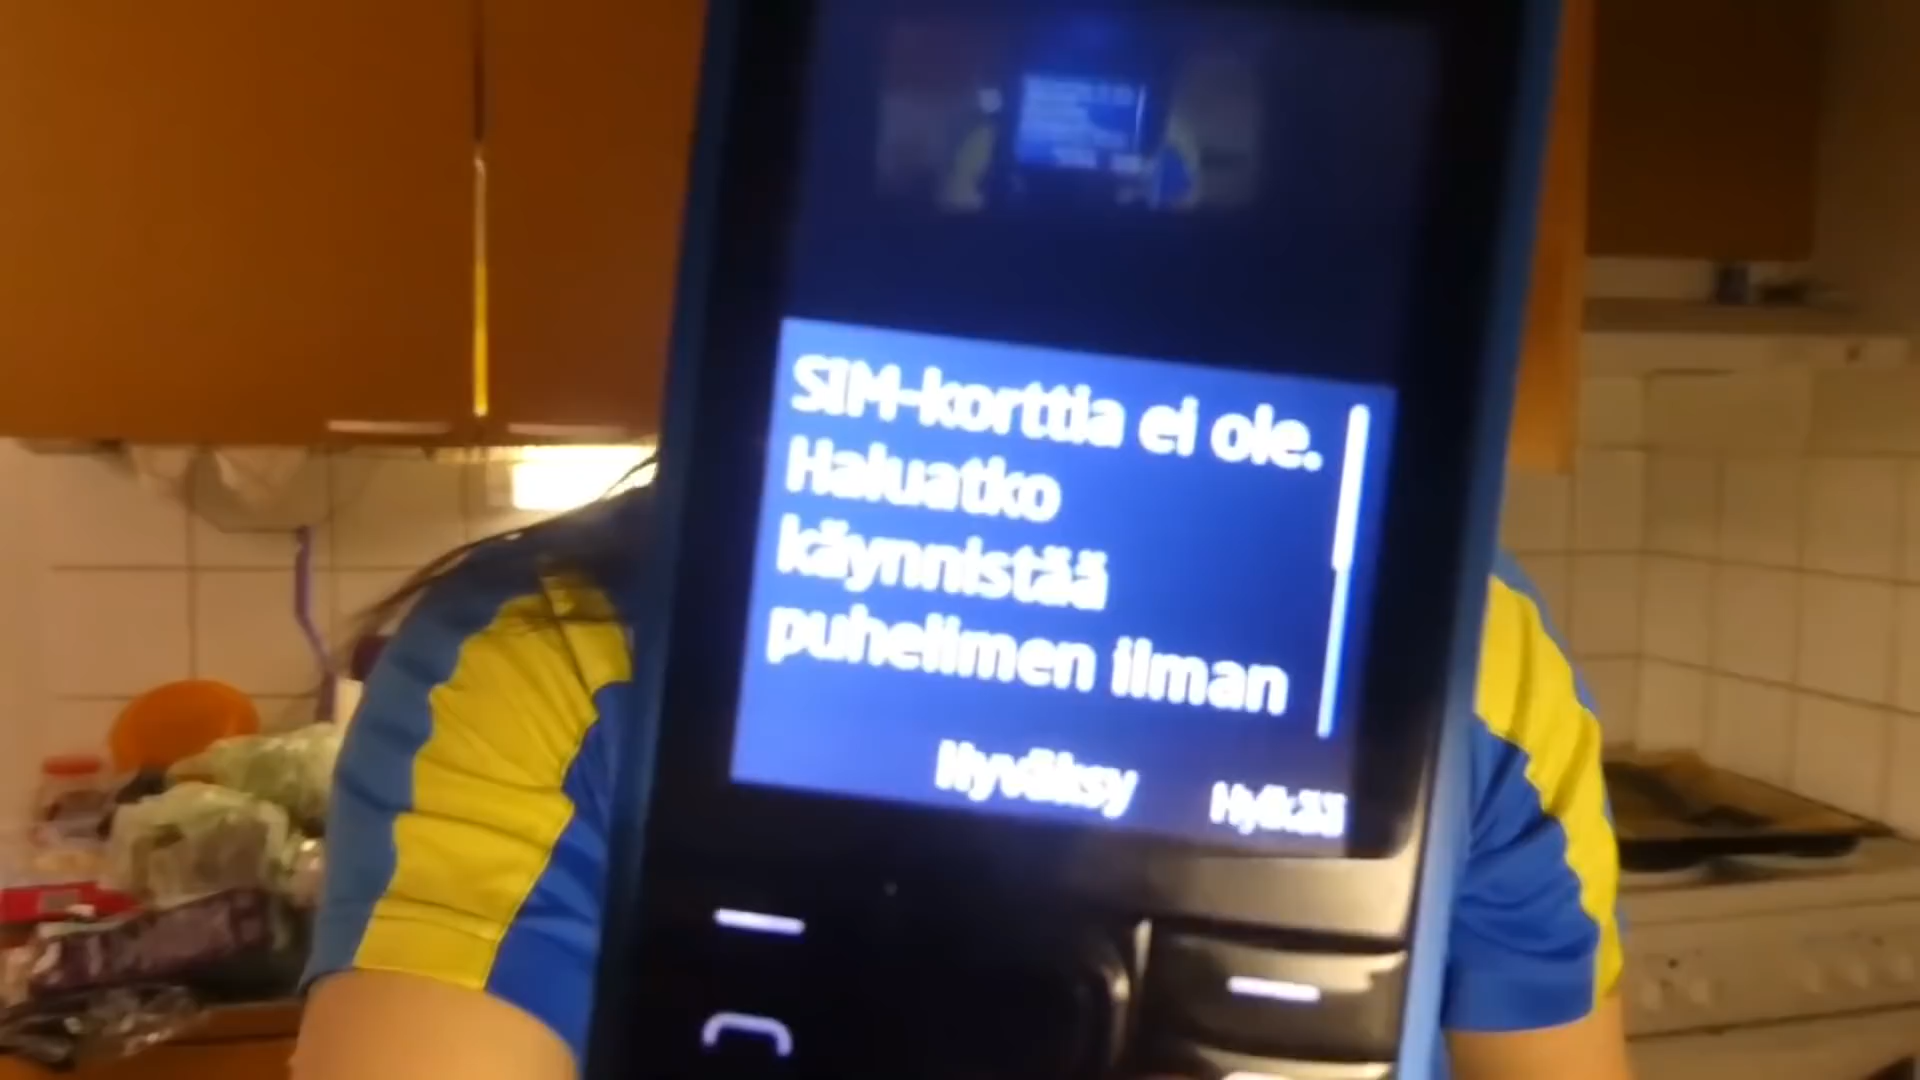 SIM-korttia ei ole.
Haluatko
käynnistää
puhelimen ilman
Hyväksy Hylkää